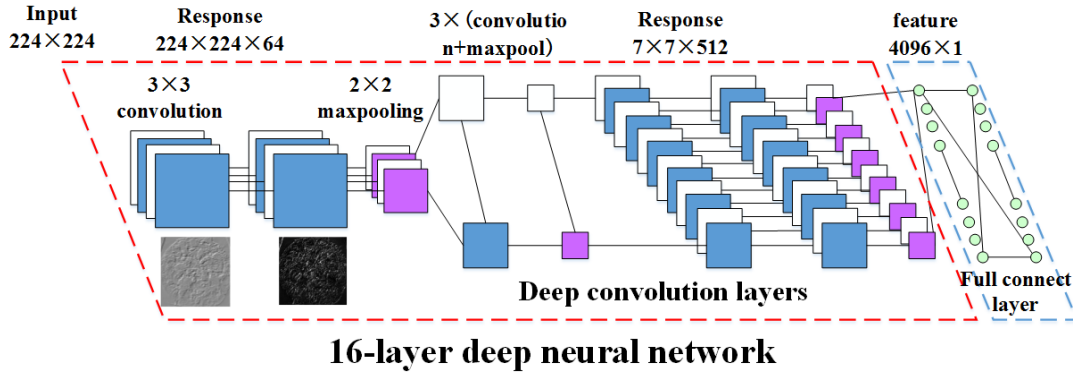 Input
224×224
Response
224×224×64
3×(convolutio
n+maxpool)
Response
7×7×512
feature
4096×1
3×3
convolution
2×2
maxpooling
Deep convolution layers
Full connect
layer
16-layer deep neural network